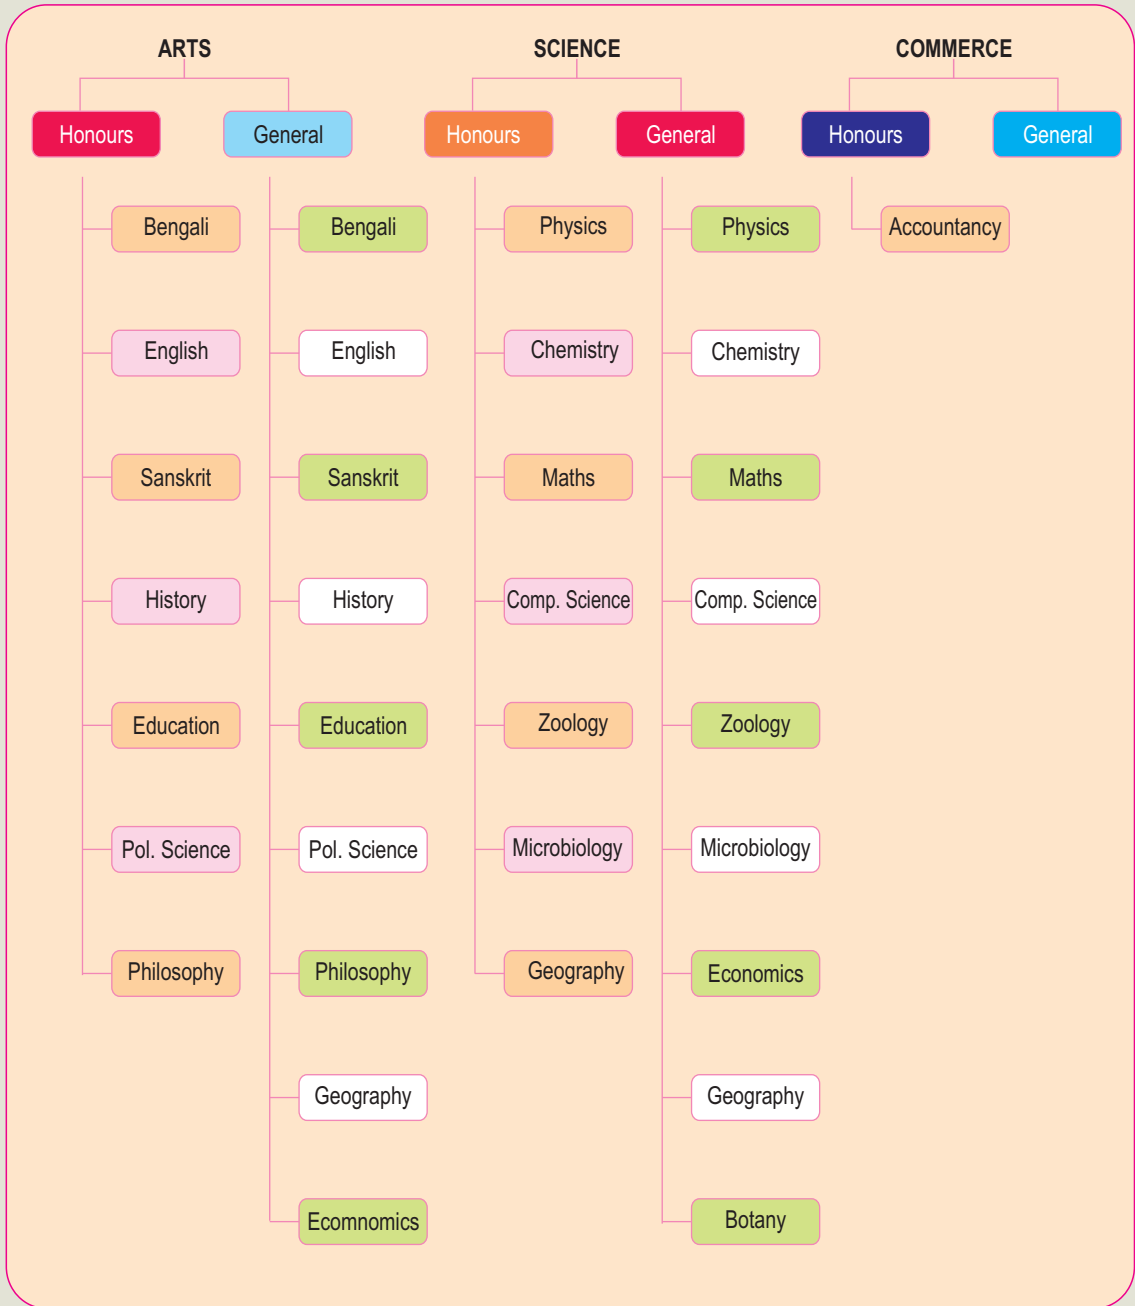 ARTS
Honours
Bengali
English
Sanskrit
History
Education
Pol. Science
Philosophy
General
Bengali
English
Sanskrit
History
Education
Pol. Science
Philosophy
Geography
Ecomnomics
SCIENCE
Honours
Physics
Chemistry
Maths
Comp. Science
Zoology
Microbiology
Geography
General
Physics
Chemistry
Maths
Comp. Science
Zoology
Microbiology
Economics
Geography
Botany
COMMERCE
Honours
Accountancy
General